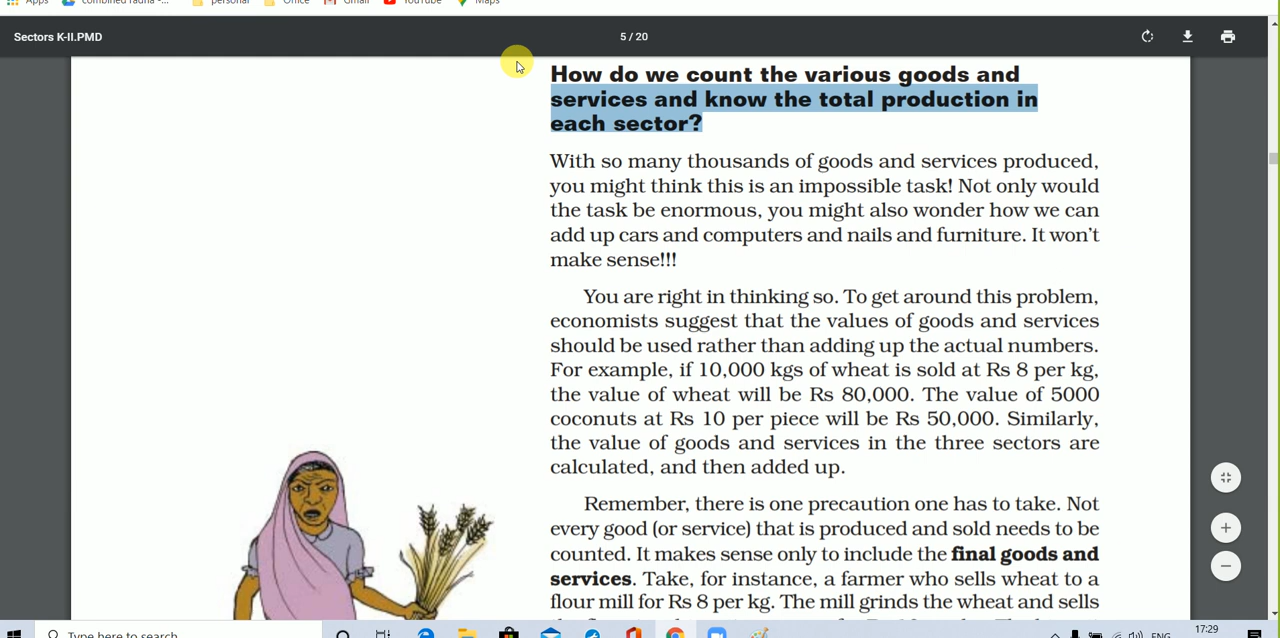 Apps combined radha -... personal Office Gmail YouTube Maps
Sectors K-II.PMD 5 / 20
How do we count the various goods and
services and know the total production in
each sector?
With so many thousands of goods and services produced,
you might think this is an impossible task! Not only would
the task be enormous, you might also wonder how we can
add up cars and computers and nails and furniture. It won't
make sense!!!
You are right in thinking so. To get around this problem,
economists suggest that the values of goods and services
should be used rather than adding up the actual numbers.
For example, if 10,000 kgs of wheat is sold at Rs 8 per kg,
the value of wheat will be Rs 80,000. The value of 5000
coconuts at Rs 10 per piece will be Rs 50,000. Similarly,
the value of goods and services in the three sectors are
calculated, and then added up.
Remember, there is one precaution one has to take. Not
every good (or service) that is produced and sold needs to be
counted. It makes sense only to include the final goods and
services. Take, for instance, a farmer who sells wheat to a
flour mill for Rs 8 per kg. The mill grinds the wheat and sells
Type here to search ENG 17:29